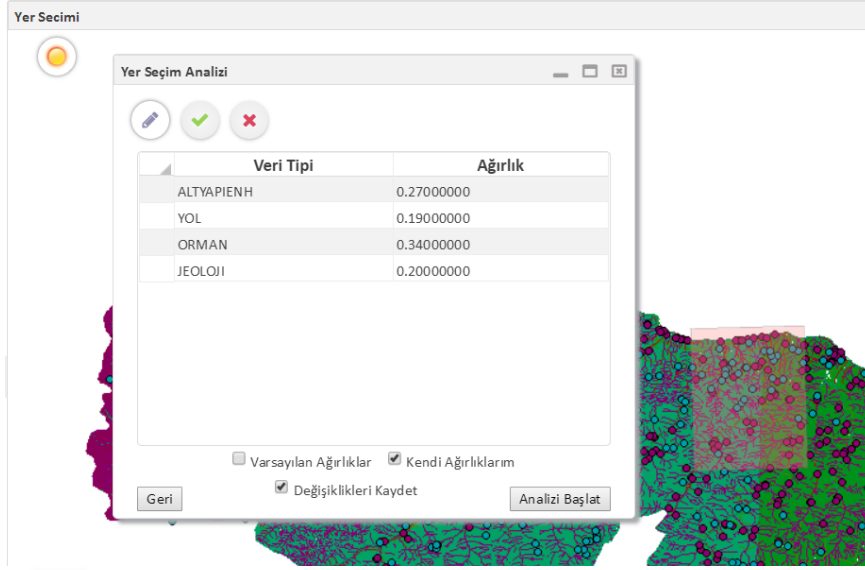 Yer Secimi
Yer Seçim Analizi
Veri Tipi Ağırlık
ALTYAPIENH 0.27000000
YOL 0.19000000
ORMAN 0.34000000
JEOLOJI 0.20000000
Varsayılan Ağırlıklar Kendi Ağırlıklarım
Değişiklikleri Kaydet
Geri Analizi Başlat